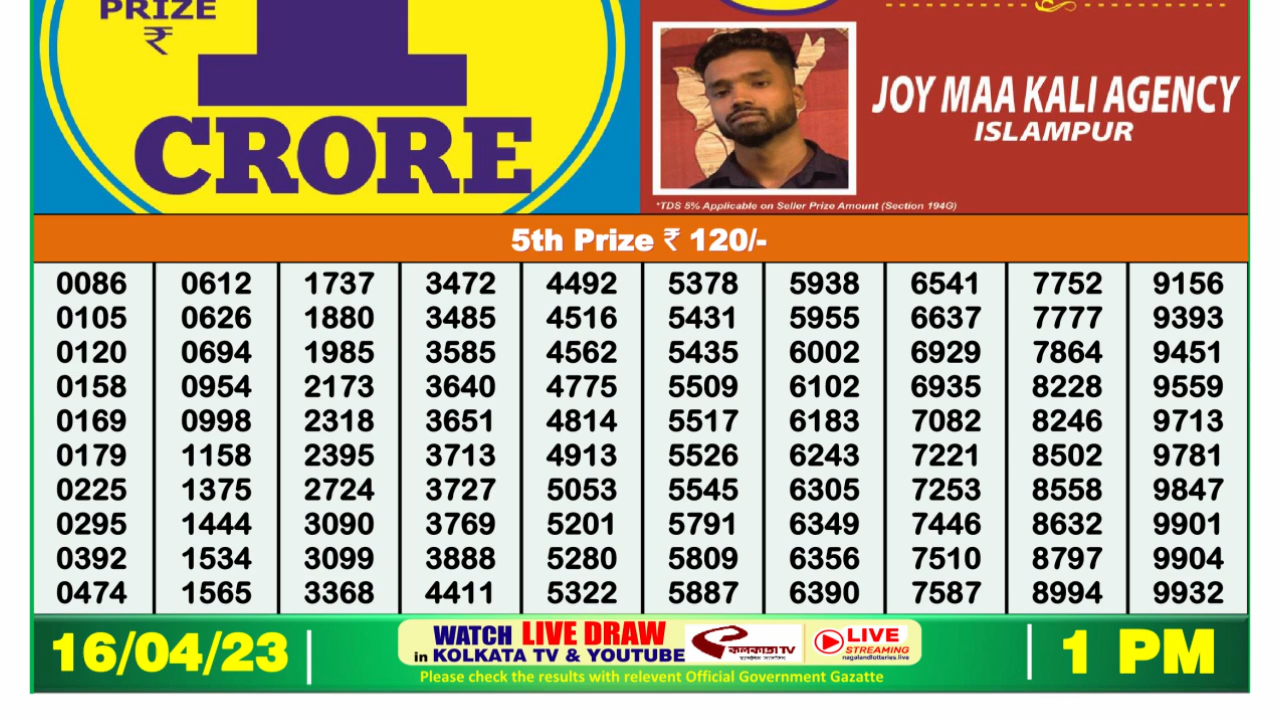 PRIZE
₹
1
CRORE
JOY MAA KALI AGENCY
ISLAMPUR
*TDS 5% Applicable on Seller Prize Amount (Section 194G)
5th Prize ₹ 120/-
0086 0612 1737 3472 4492 5378 5938 6541 7752 9156
0105 0626 1880 3485 4516 5431 5955 6637 7777 9393
0120 0694 1985 3585 4562 5435 6002 6929 7864 9451
0158 0954 2173 3640 4775 5509 6102 6935 8228 9559
0169 0998 2318 3651 4814 5517 6183 7082 8246 9713
0179 1158 2395 3713 4913 5526 6243 7221 8502 9781
0225 1375 2724 3727 5053 5545 6305 7253 8558 9847
0295 1444 3090 3769 5201 5791 6349 7446 8632 9901
0392 1534 3099 3888 5280 5809 6356 7510 8797 9904
0474 1565 3368 4411 5322 5887 6390 7587 8994 9932
16/04/23
WATCH LIVE DRAW
in KOLKATA TV & YOUTUBE
কলকাতা TV
LIVE
STREAMING
nagalandlotteries.live
Please check the results with relevent Official Government Gazatte
1 PM